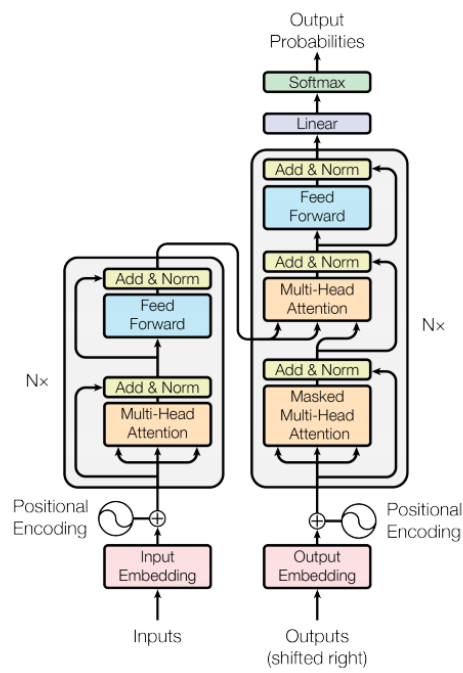 Output
Probabilities
Softmax
Linear
Add & Norm
Feed
Forward
Add & Norm
Multi-Head
Attention
Add & Norm
Masked
Multi-Head
Attention
N×
Add & Norm
Feed
Forward
Add & Norm
Multi-Head
Attention
N×
Positional
Encoding
Positional
Encoding
Input
Embedding
Output
Embedding
Inputs
Outputs
(shifted right)